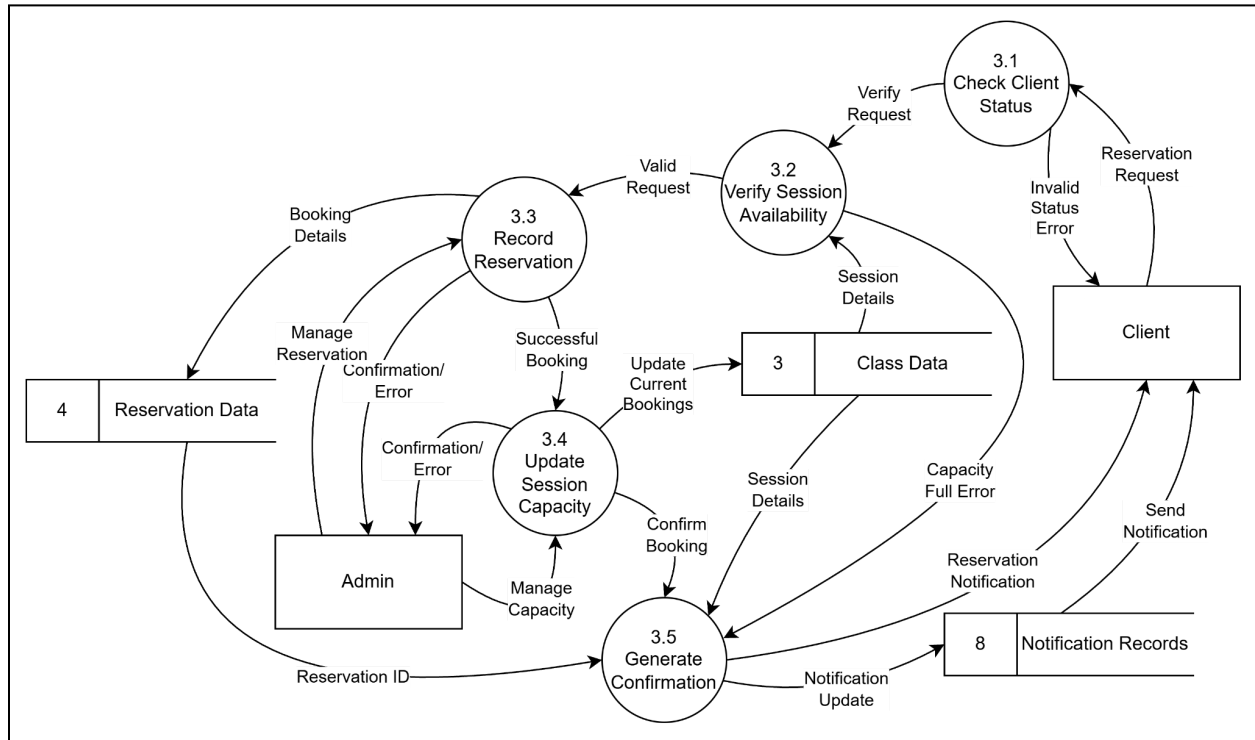 3.1
Check Client
Status
Verify
Request
Reservation
Request
Invalid
Status
Error
3.2
Verify Session
Availability
Valid
Request
3.3
Record
Reservation
Booking
Details
Session
Details
Client
Manage
Reservation
Confirmation/
Error
Successful
Booking
Update
Current
Bookings
3
Class Data
4
Reservation Data
3.4
Update
Session
Capacity
Confirmation/
Error
Session
Details
Capacity
Full Error
Confirm
Booking
Send
Notification
Admin
Manage
Capacity
Reservation
Notification
3.5
Generate
Confirmation
8
Notification Records
Reservation ID
Notification
Update